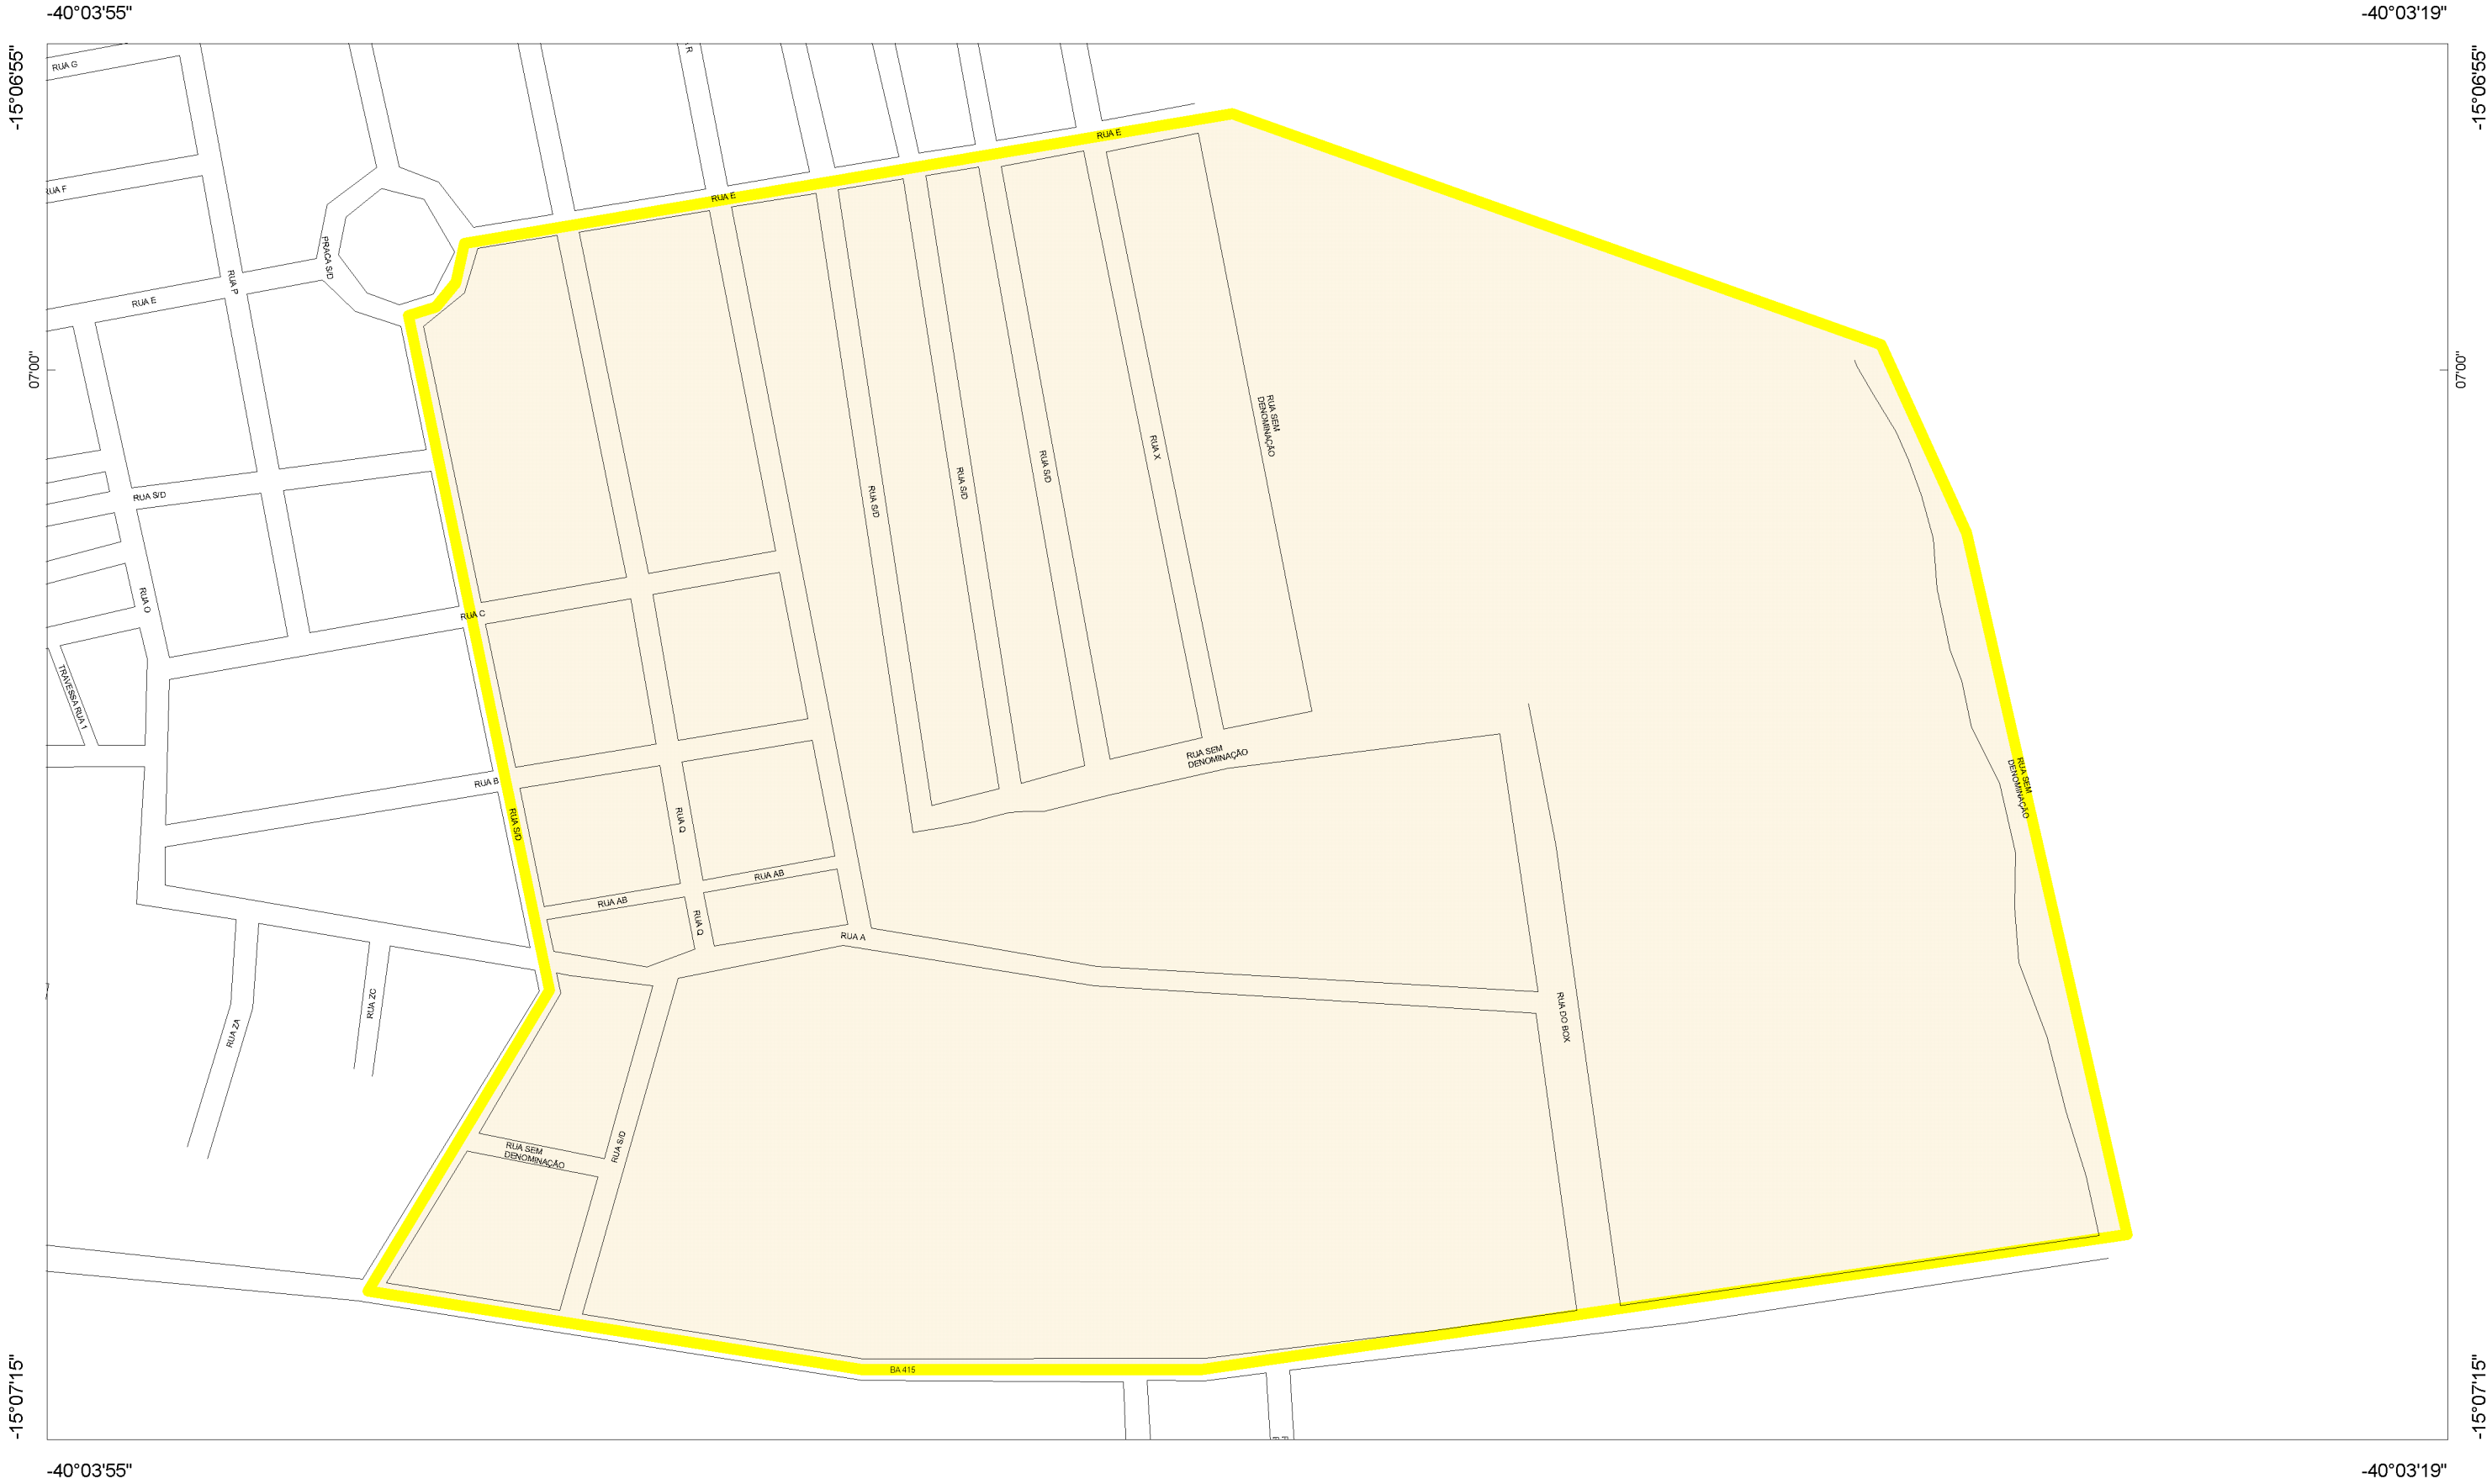 -40°03'55"
-40°03'19"
-15°06'55"
-15°06'55"
RUA G
R
RUA E
RUA F
RUA E
PRACA S/D
RUA P
RUA E
07'00"
07'00"
RUA SEM
DENOMINAÇÃO
RUA X
RUA S/D
RUA S/D
RUA S/D
RUA S/D
RUA O
RUA C
TRAVESSA RUA 1
RUA SEM
DENOMINAÇÃO
RUA B
RUA SEM
DENOMINAÇÃO
RUA S/D
RUA Q
RUA AB
RUA AB
RUA Q
RUA A
RUA ZC
RUA DO BOX
RUA ZA
RUA SEM
DENOMINAÇÃO
RUA S/D
BA 415
-15°07'15"
-15°07'15"
-40°03'55"
-40°03'19"